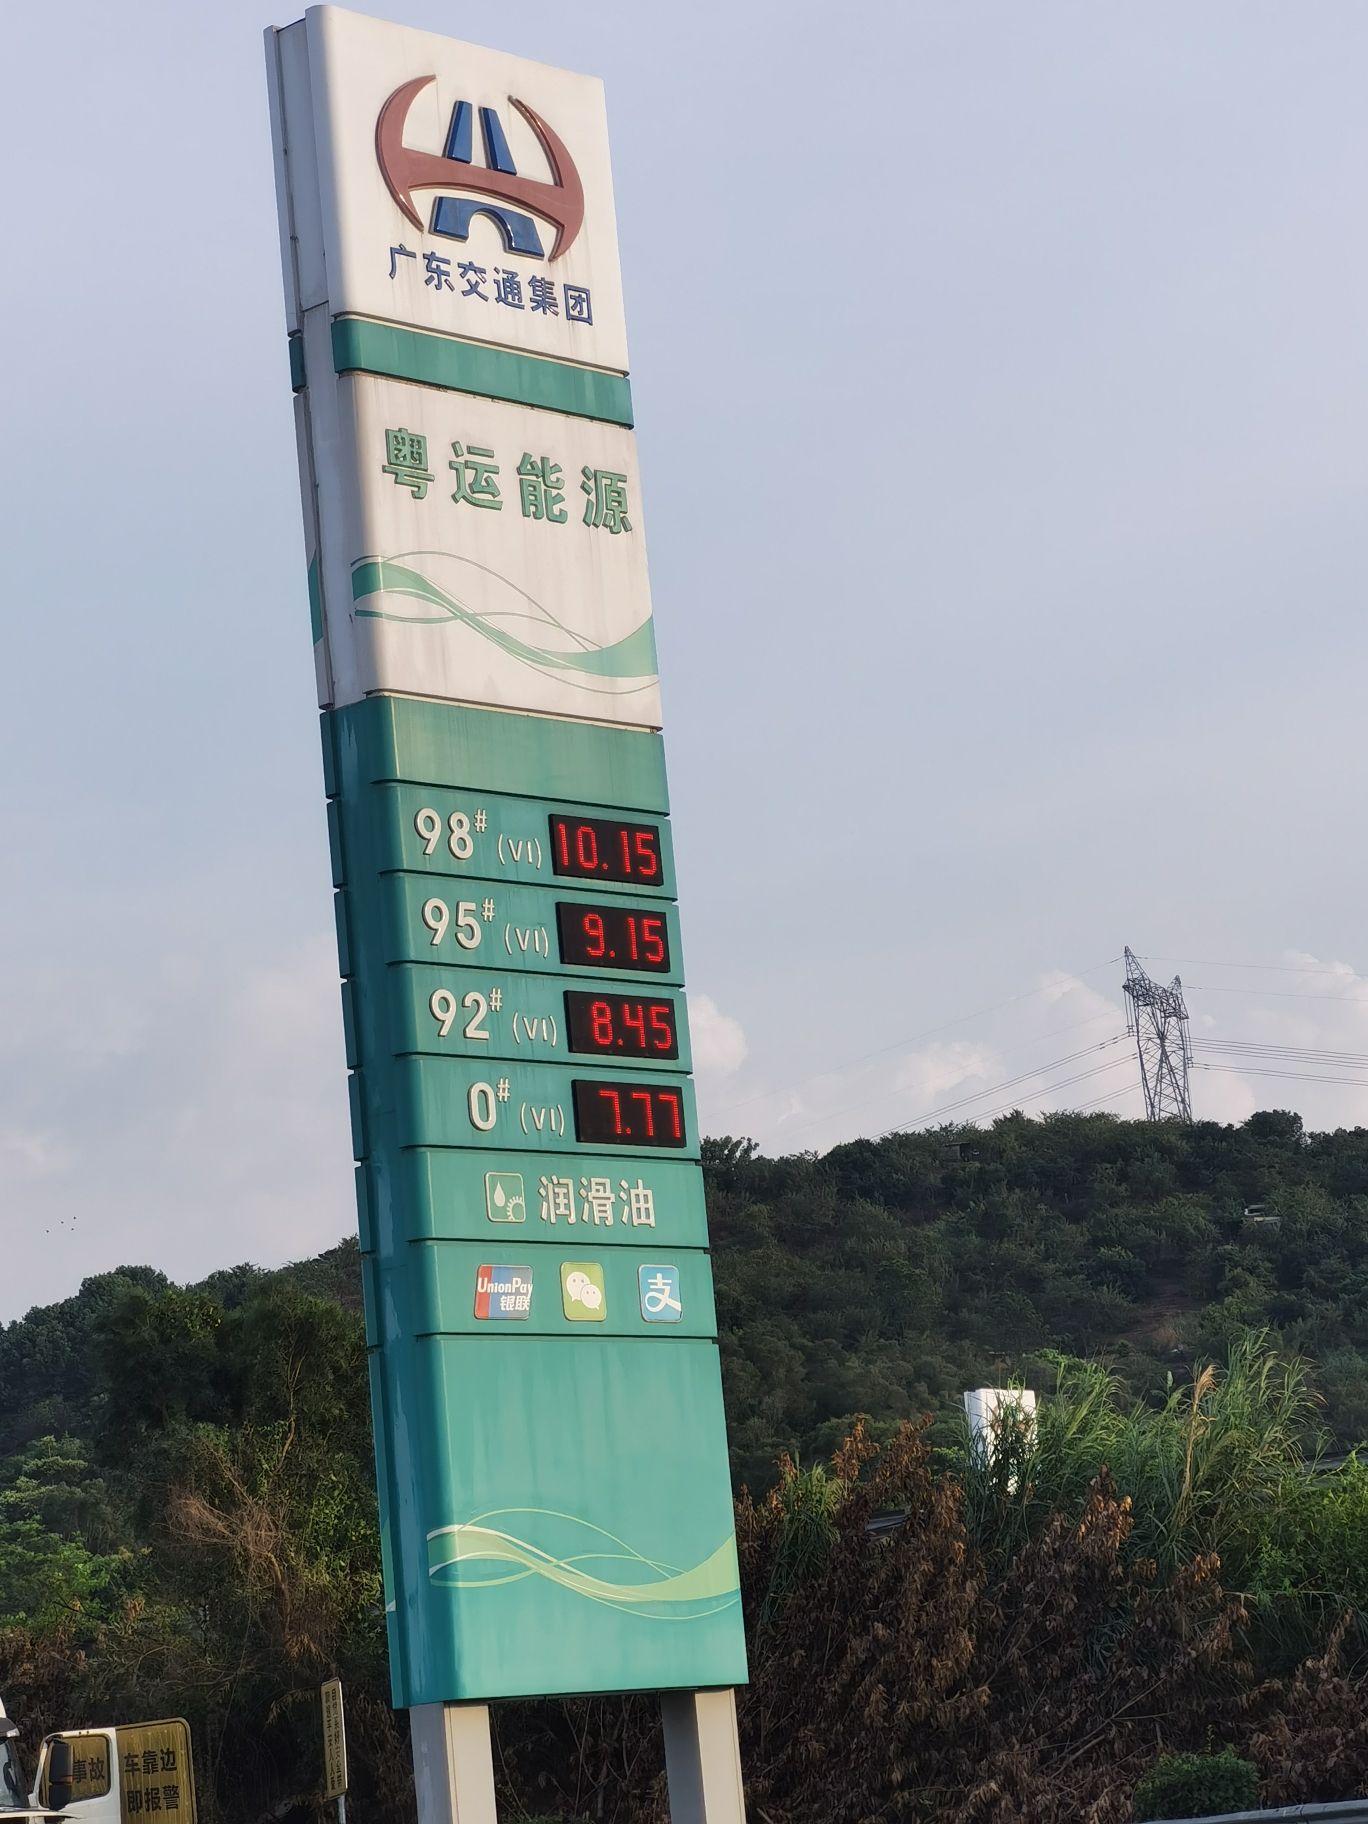 广东交通集团
粤运能源
98# (VI) 10.15
95# (VI) 9.15
92# (VI) 8.45
0# (VI) 7.77
润滑油
UnionPay
银联
支
事故 车靠边
即报警